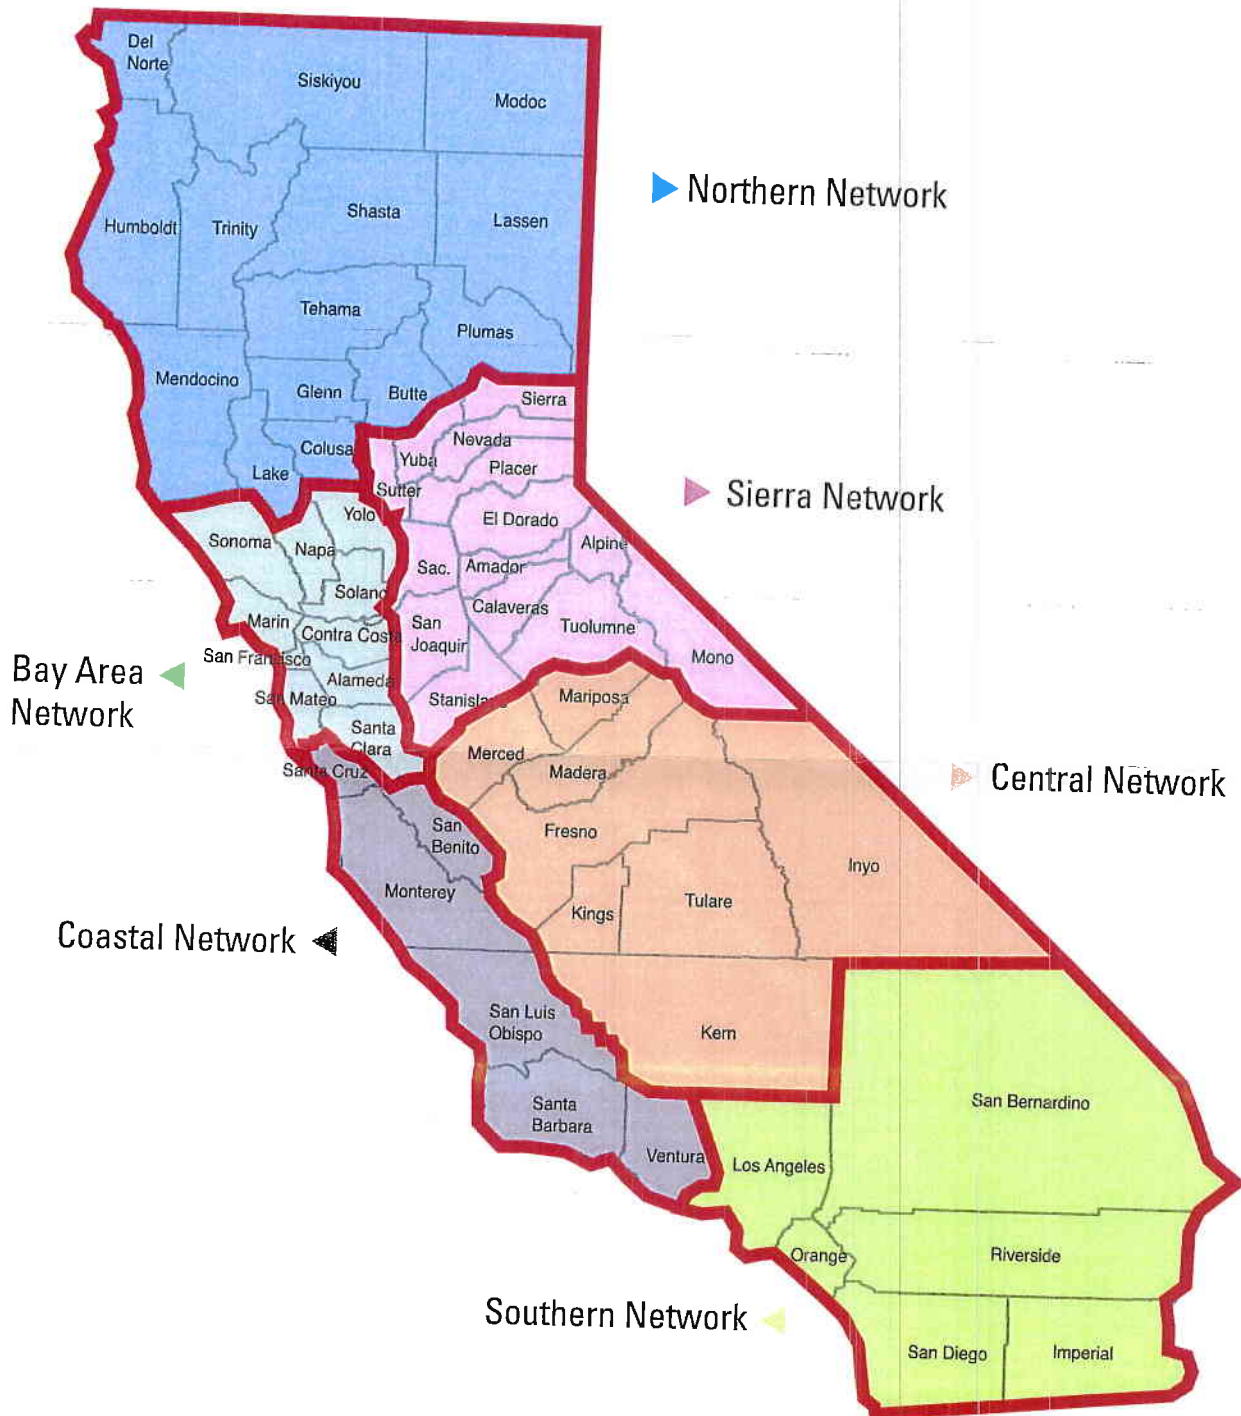 Del
Norte
Siskiyou
Modoc
Northern Network
Humboldt
Trinity
Shasta
Lassen
Tehama
Plumas
Mendocino
Glenn
Butte
Sierra
Colusa
Nevada
Yuba
Placer
Lake
Sutter
Sierra Network
Yolo
El Dorado
Sonoma
Napa
Alpine
Sac.
Amador
Solano
Calaveras
Marin
Contra Costa
San
Joaquin
Tuolumne
Bay Area
Network
San Francisco
Mono
Alameda
San Mateo
Stanislaus
Mariposa
Santa
Clara
Merced
Santa Cruz
Madera
Central Network
San
Benito
Fresno
Inyo
Monterey
Kings
Tulare
Coastal Network
San Luis
Obispo
Kern
Santa
Barbara
San Bernardino
Ventura
Los Angeles
Orange
Riverside
Southern Network
San Diego
Imperial